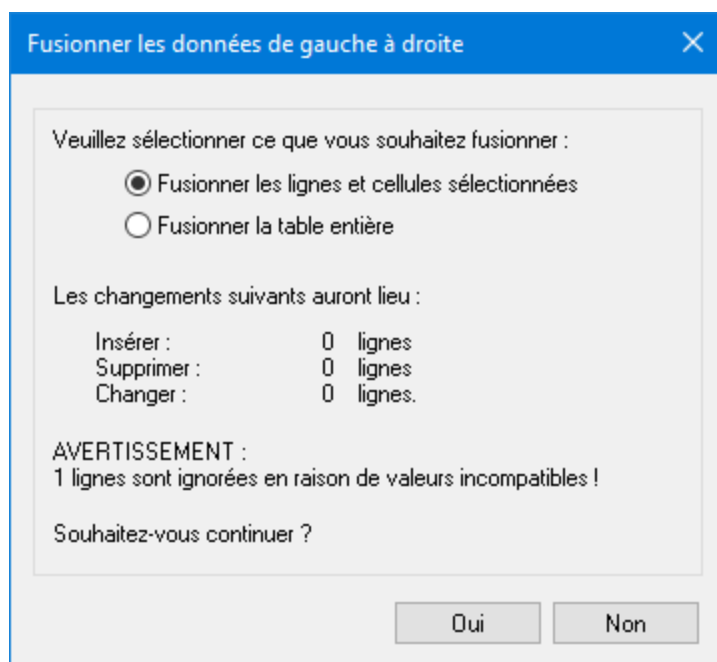 Fusionner les données de gauche à droite
Veuillez sélectionner ce que vous souhaitez fusionner :
Fusionner les lignes et cellules sélectionnées
Fusionner la table entière
Les changements suivants auront lieu :
Insérer : 0 lignes
Supprimer : 0 lignes
Changer : 0 lignes.
AVERTISSEMENT :
1 lignes sont ignorées en raison de valeurs incompatibles !
Souhaitez-vous continuer ?
Oui Non